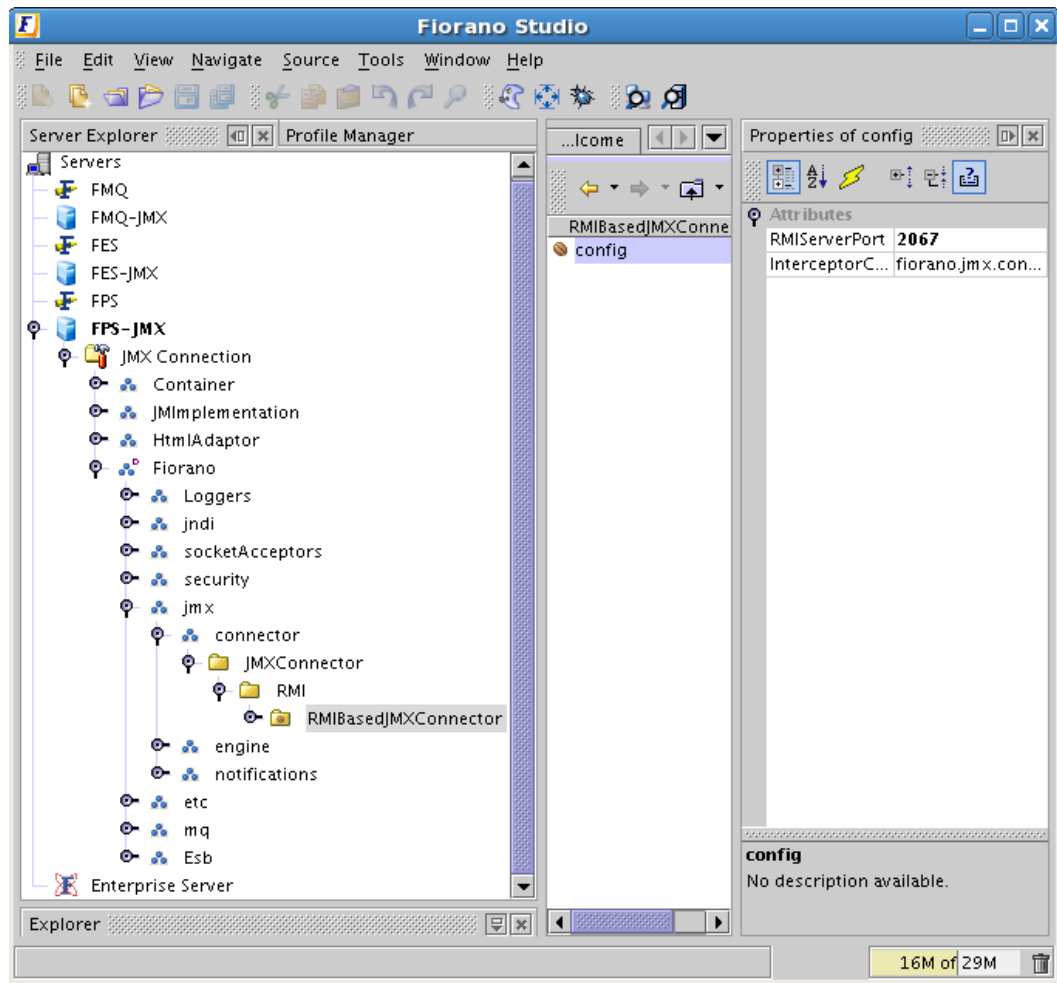 Fiorano Studio
File Edit View Navigate Source Tools Window Help
Server Explorer
Profile Manager
Servers
FMQ
FMQ-JMX
FES
FES-JMX
FPS
FPS-JMX
JMX Connection
Container
JMImplementation
HtmlAdaptor
Fiorano
Loggers
jndi
socketAcceptors
security
jmx
connector
JMXConnector
RMI
RMIBasedJMXConnector
engine
notifications
etc
mq
Esb
Enterprise Server
Explorer
...lcome
RMIBasedJMXConne
config
Properties of config
Attributes
RMIServerPort 2067
InterceptorC... fiorano.jmx.con...
config
No description available.
16M of 29M